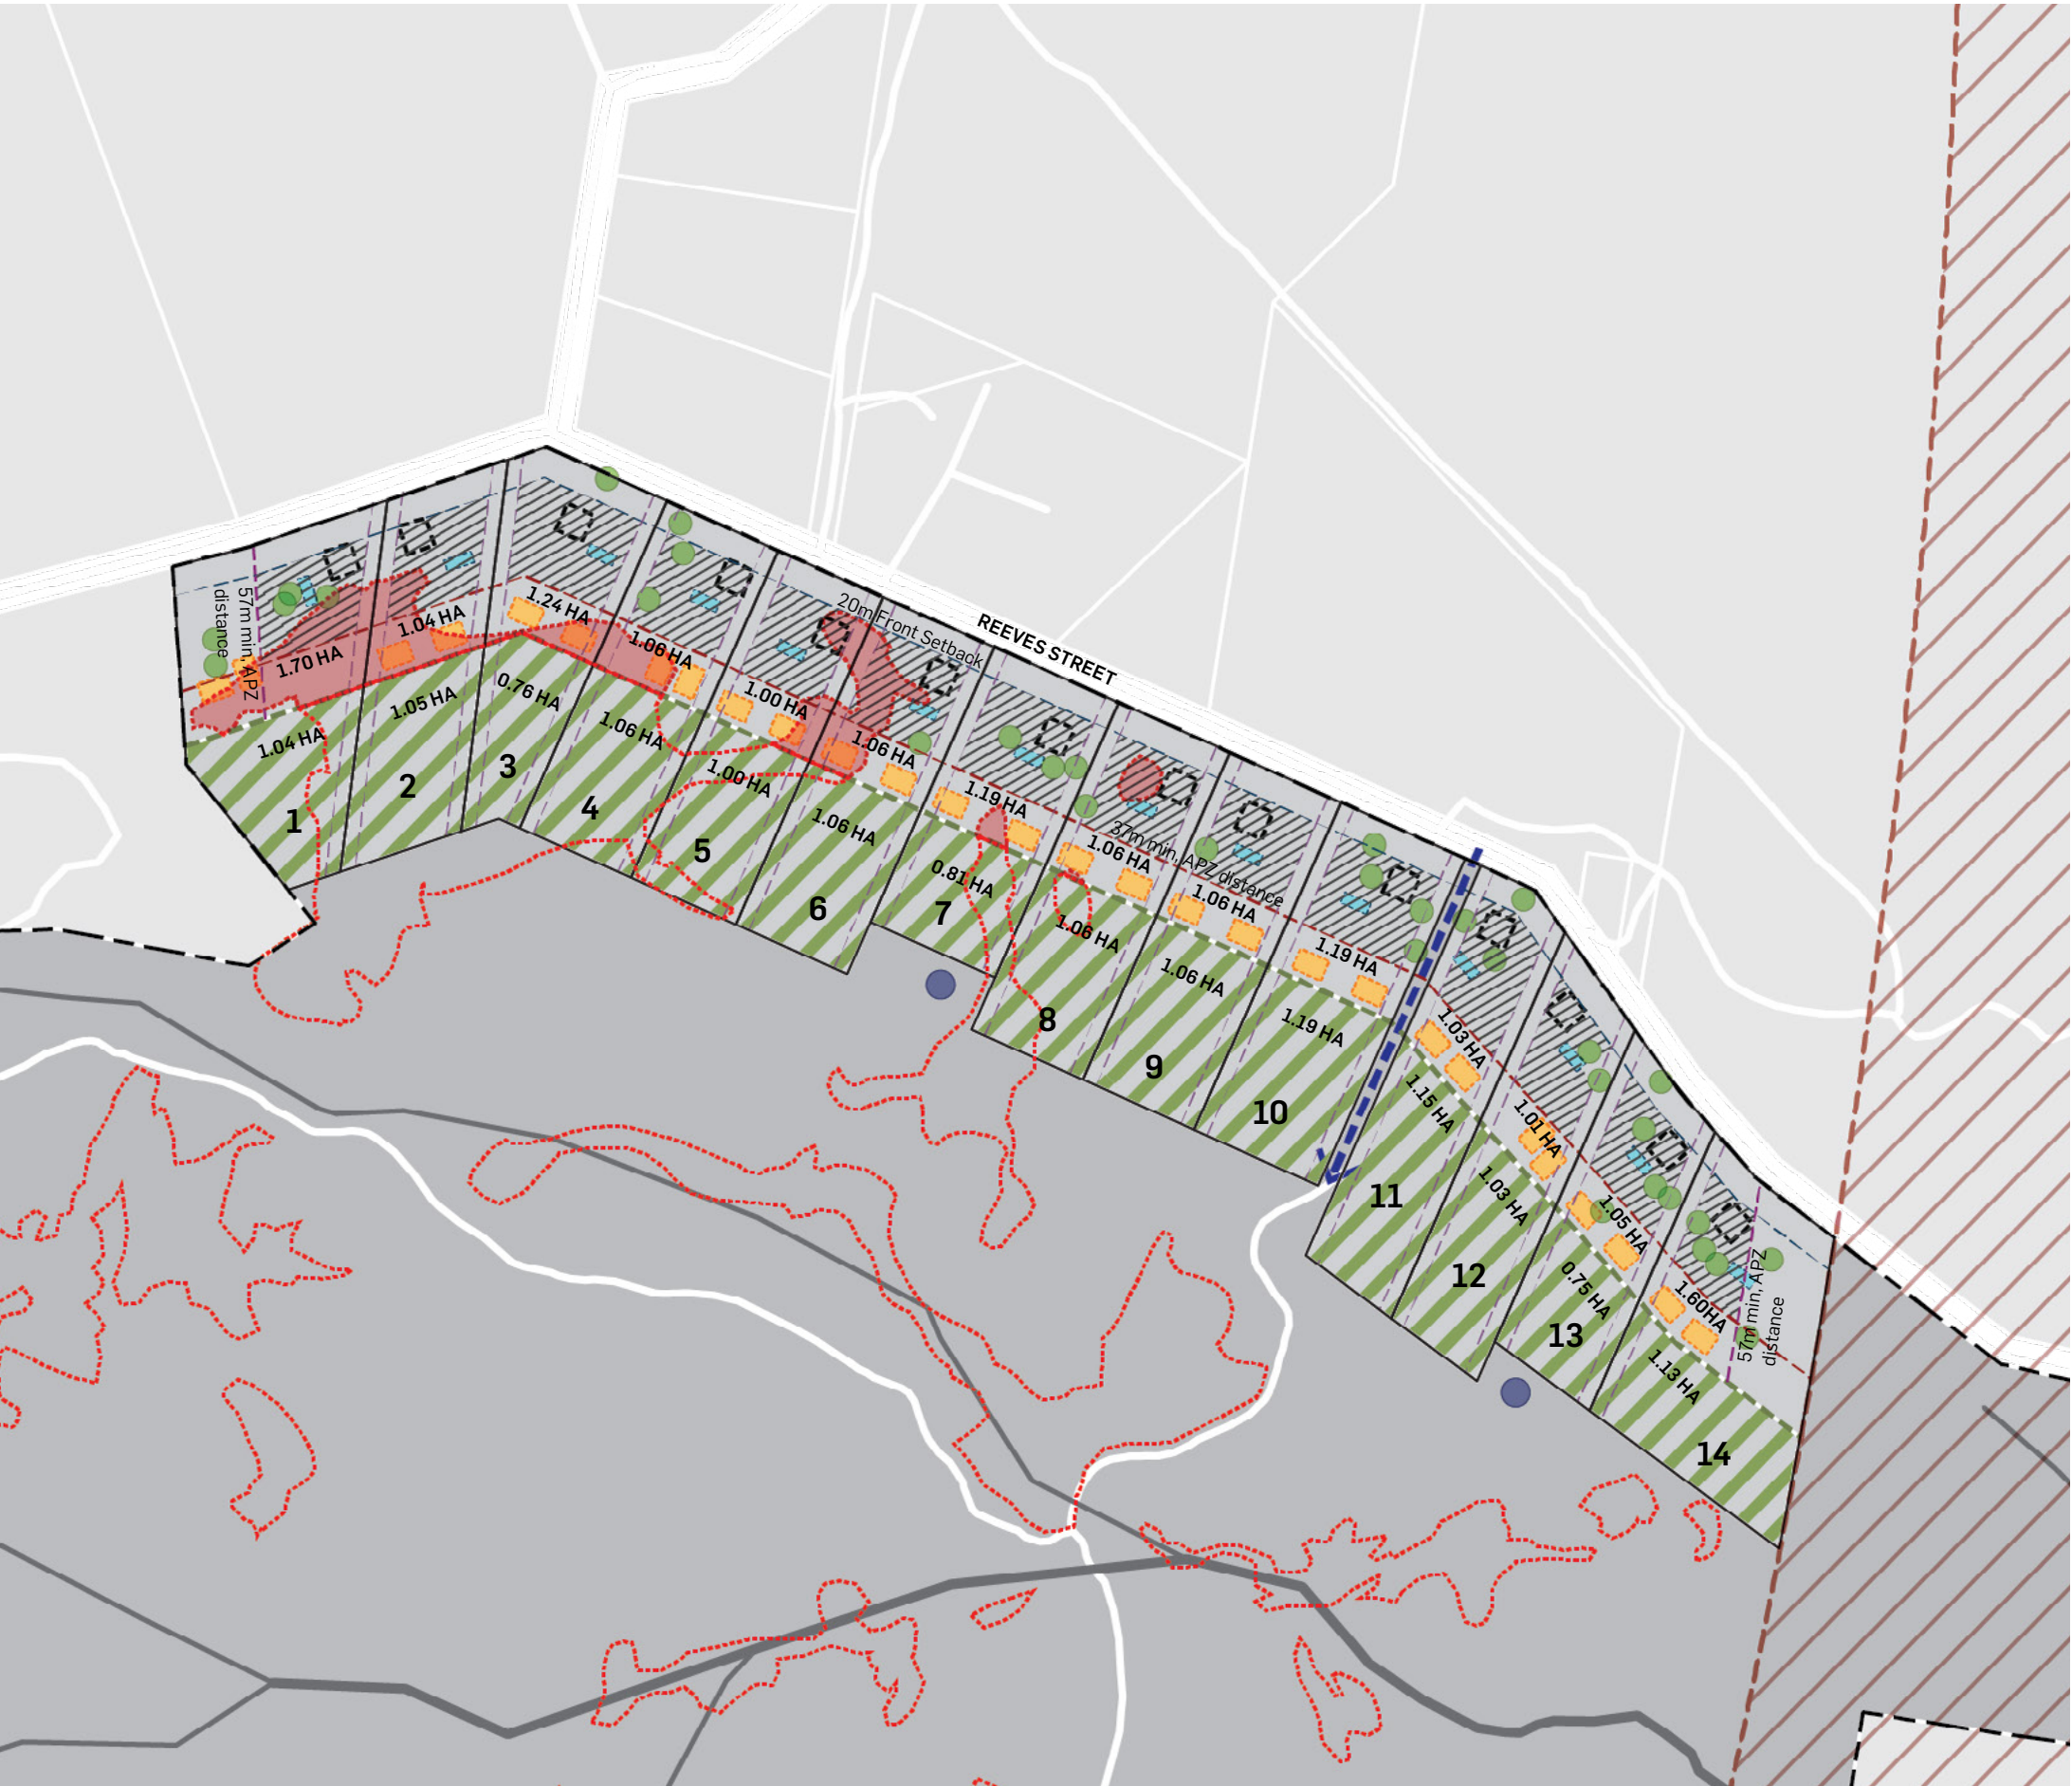 REEVES STREET
20m Front Setback
57m min, APZ
distance
1.70 HA
1.04 HA
1.24 HA
1.06 HA
1.00 HA
1.06 HA
1.19 HA
37m min, APZ distance
1.06 HA
1.06 HA
1.19 HA
1.03 HA
1.01 HA
1.05 HA
1.60HA
57m min, APZ
distance
1.04 HA
1.05 HA
0.76 HA
1.06 HA
1.00 HA
1.06 HA
0.81 HA
1.06 HA
1.06 HA
1.19 HA
1.15 HA
1.03 HA
0.75 HA
1.13 HA
1
2
3
4
5
6
7
8
9
10
11
12
13
14